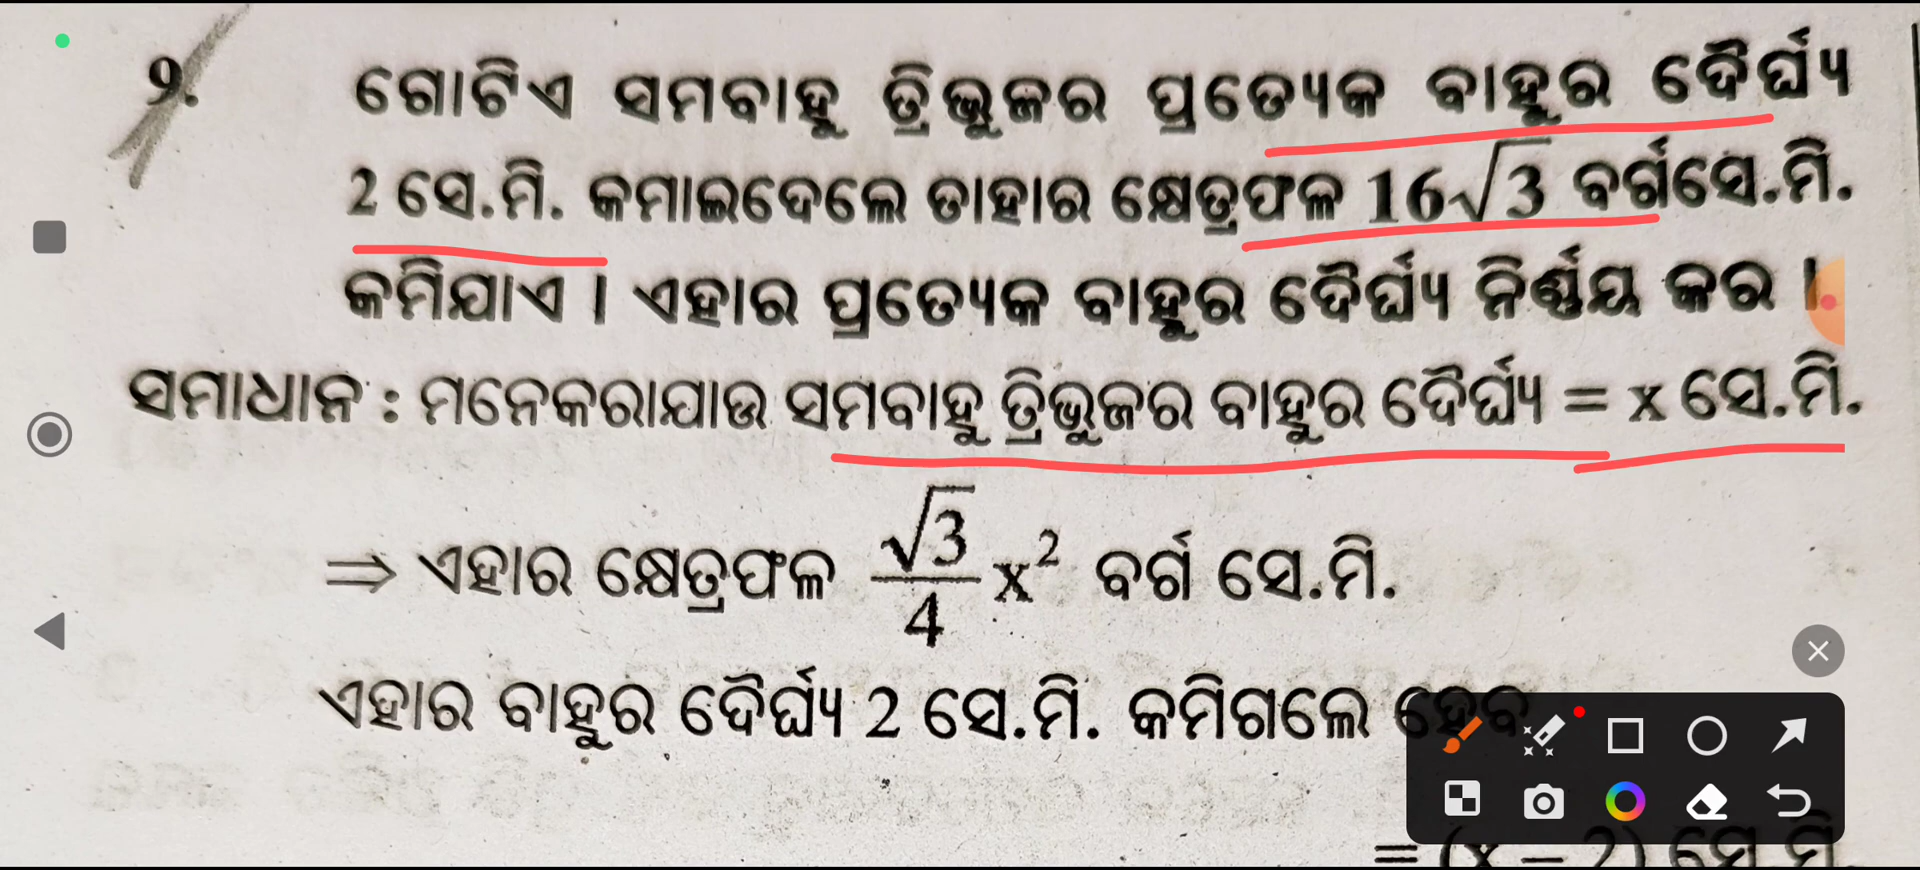 9. ଗୋଟିଏ ସମବାହୁ ତ୍ରିଭୁଜର ପ୍ରତ୍ୟେକ ବାହୁର ଦୈର୍ଘ୍ୟ
2 ସେ.ମି. କମାଇଦେଲେ ତାହାର କ୍ଷେତ୍ରଫଳ 16√3 ବର୍ଗସେ.ମି.
କମିଯାଏ । ଏହାର ପ୍ରତ୍ୟେକ ବାହୁର ଦୈର୍ଘ୍ୟ ନିର୍ଣ୍ଣୟ କର ।
ସମାଧାନ : ମନେକରାଯାଉ ସମବାହୁ ତ୍ରିଭୁଜର ବାହୁର ଦୈର୍ଘ୍ୟ = x ସେ.ମି.
⇒ ଏହାର କ୍ଷେତ୍ରଫଳ √3/4 x² ବର୍ଗ ସେ.ମି.
ଏହାର ବାହୁର ଦୈର୍ଘ୍ୟ 2 ସେ.ମି. କମିଗଲେ ହେବ
= (x – 2) ସେ.ମି.